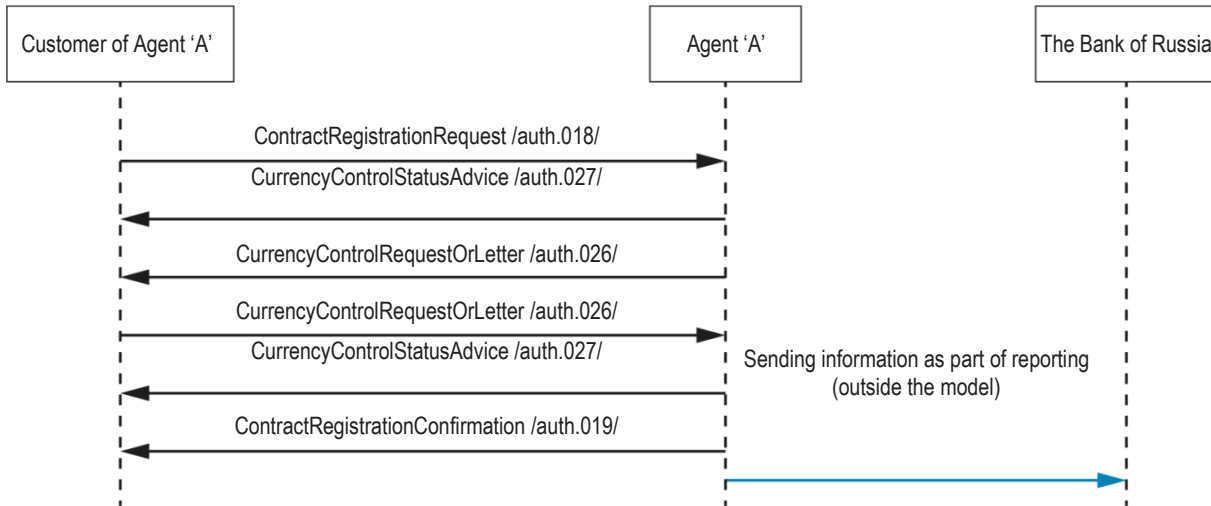 Customer of Agent ‘A’
Agent ‘A’
The Bank of Russia
ContractRegistrationRequest /auth.018/
CurrencyControlStatusAdvice /auth.027/
CurrencyControlRequestOrLetter /auth.026/
CurrencyControlRequestOrLetter /auth.026/
CurrencyControlStatusAdvice /auth.027/
Sending information as part of reporting
(outside the model)
ContractRegistrationConfirmation /auth.019/